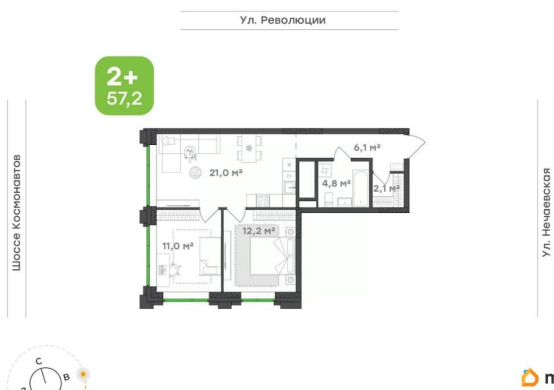 Ул. Революции
2+
57,2
Шоссе Космонавтов
Ул. Нечаевская
6,1 м²
21,0 м²
4,8 м²
2,1 м²
12,2 м²
11,0 м²
С
В